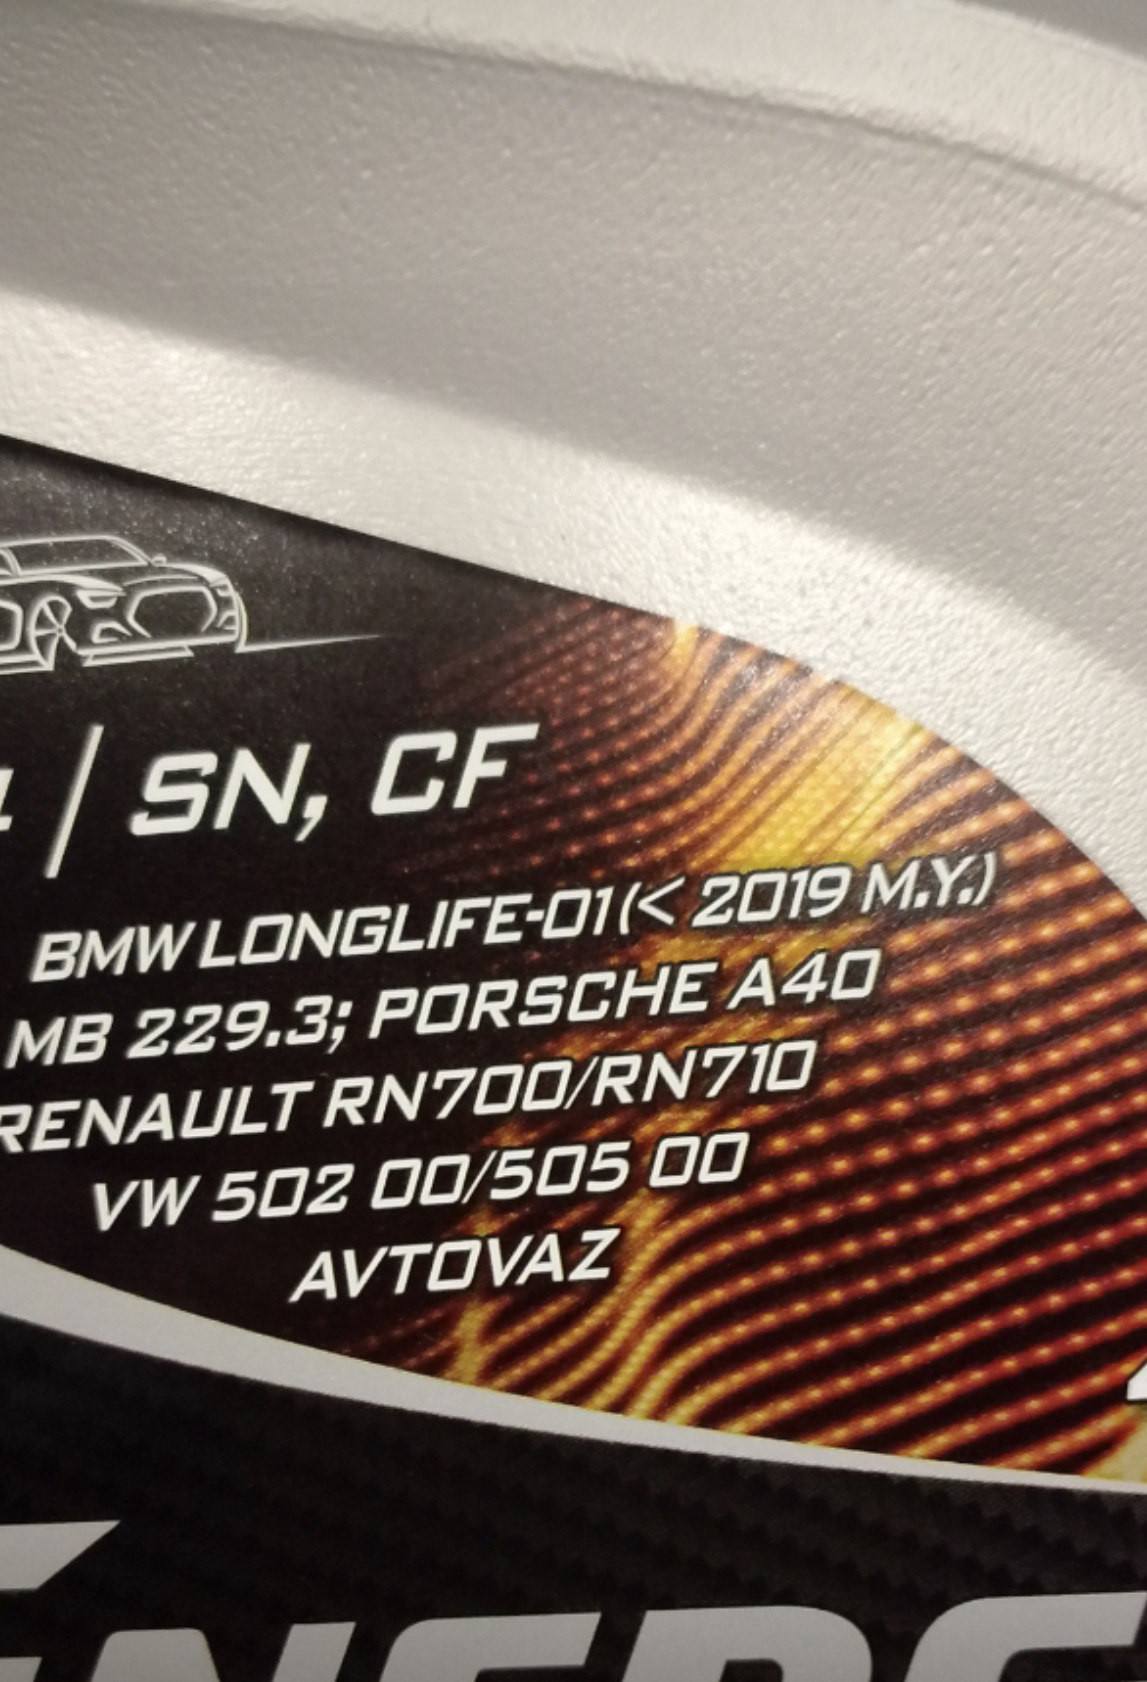 / SN, CF
BMW LONGLIFE-01 (< 2019 M.Y.)
MB 229.3; PORSCHE A40
RENAULT RN700/RN710
VW 502 00/505 00
AVTOVAZ